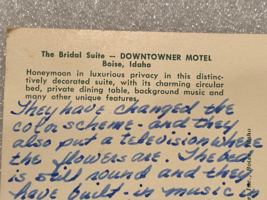 The Bridal Suite — DOWNTOWNER MOTEL
Boise, Idaho
Honeymoon in luxurious privacy in this distinc-
tively decorated suite, with its charming circular
bed, private dining table, background music and
many other unique features.
They have changed the
color scheme - and they
also put a television where
the flowers are. The bed
is still round and they
have built-in music on